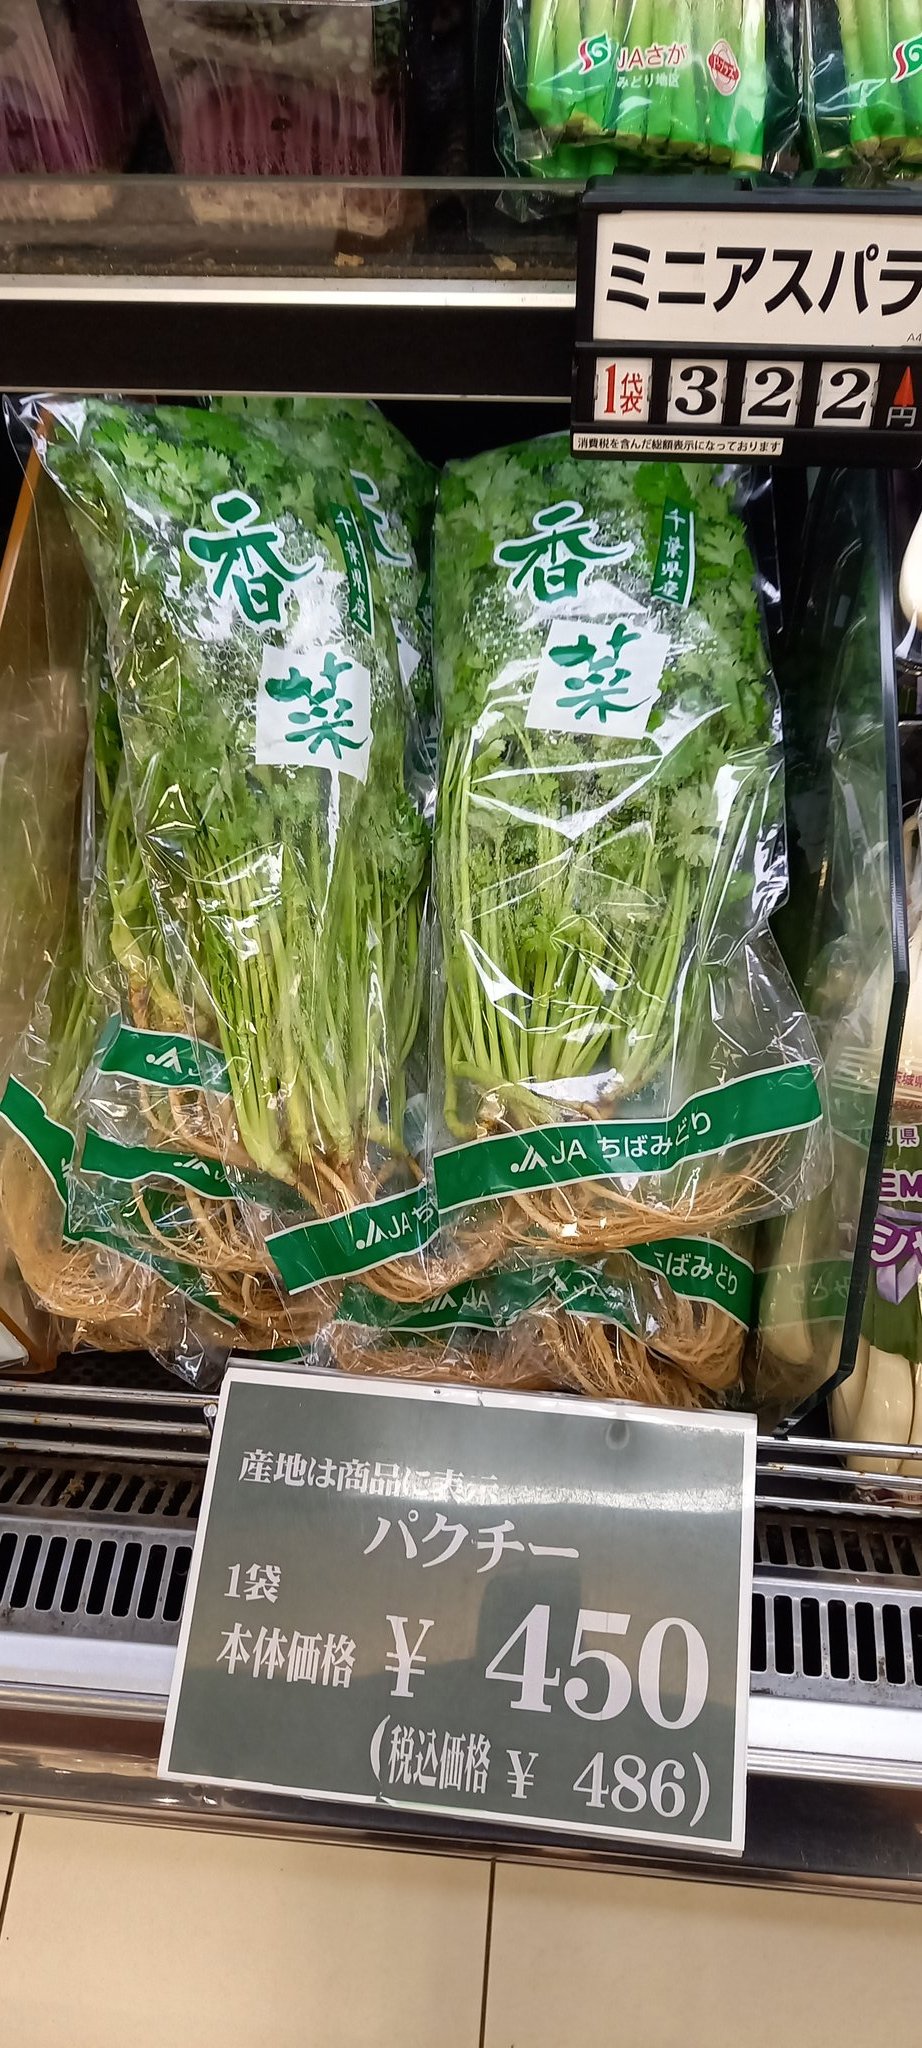 JAさが
みどり地区
ミニアスパラ
1袋 322円
消費税を含んだ総額表示になっております
香菜
千葉県産
香菜
千葉県産
JA
JA ちばみどり
JAち
JA
ちばみどり
産地は商品に表示
パクチー
1袋
本体価格 ¥ 450
(税込価格 ¥ 486)